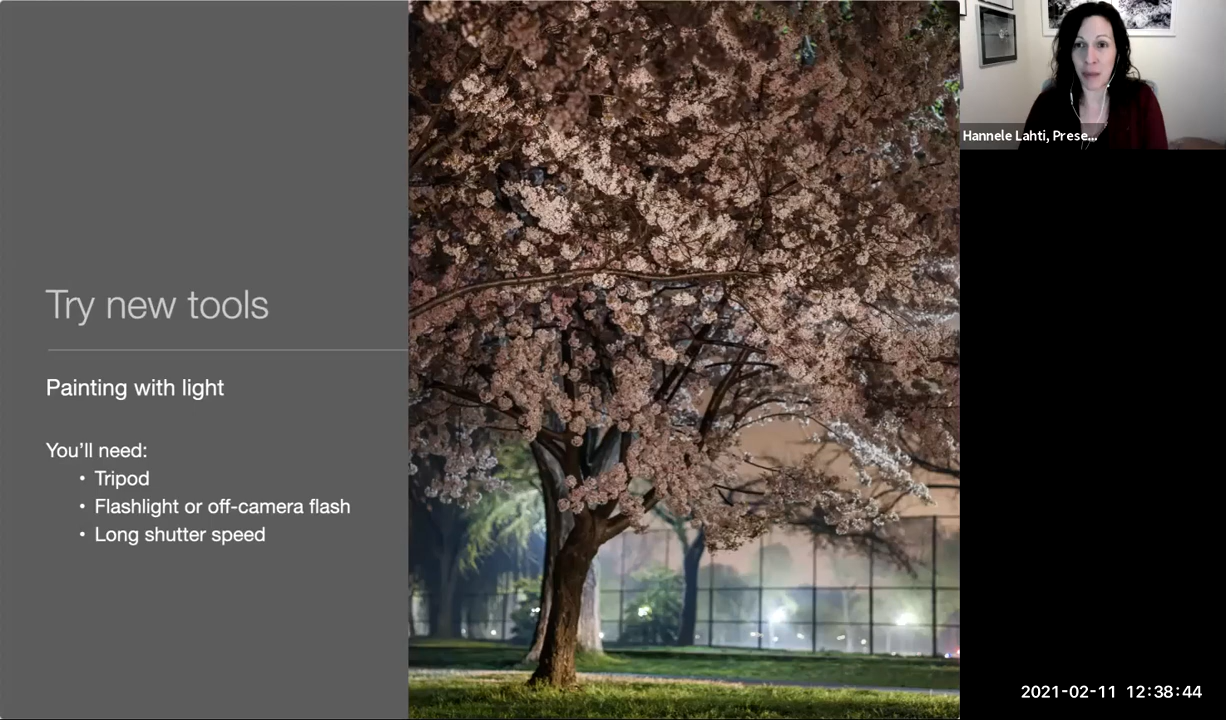 Try new tools
Painting with light
You'll need:
• Tripod
• Flashlight or off-camera flash
• Long shutter speed
Hannele Lahti, Prese...
2021-02-11 12:38:44